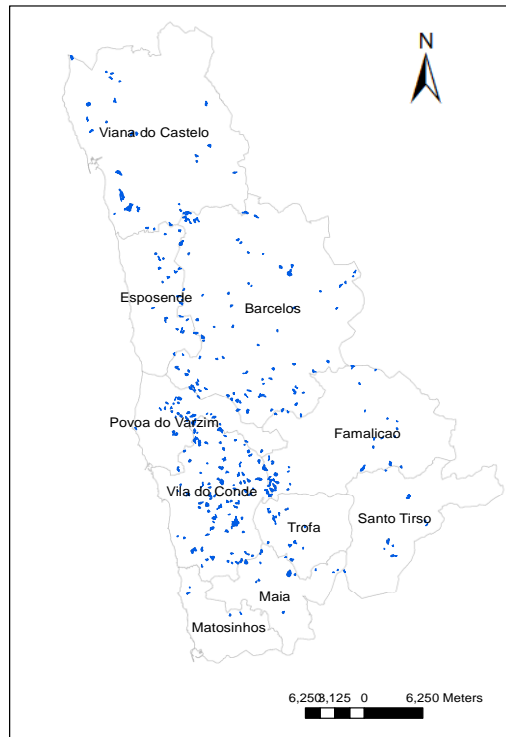 N
Viana do Castelo
Esposende
Barcelos
Povoa do Varzim
Famaliçaõ
Vila do Conde
Santo Tirso
Trofa
Maia
Matosinhos
6,250 3,125 0 6,250 Meters